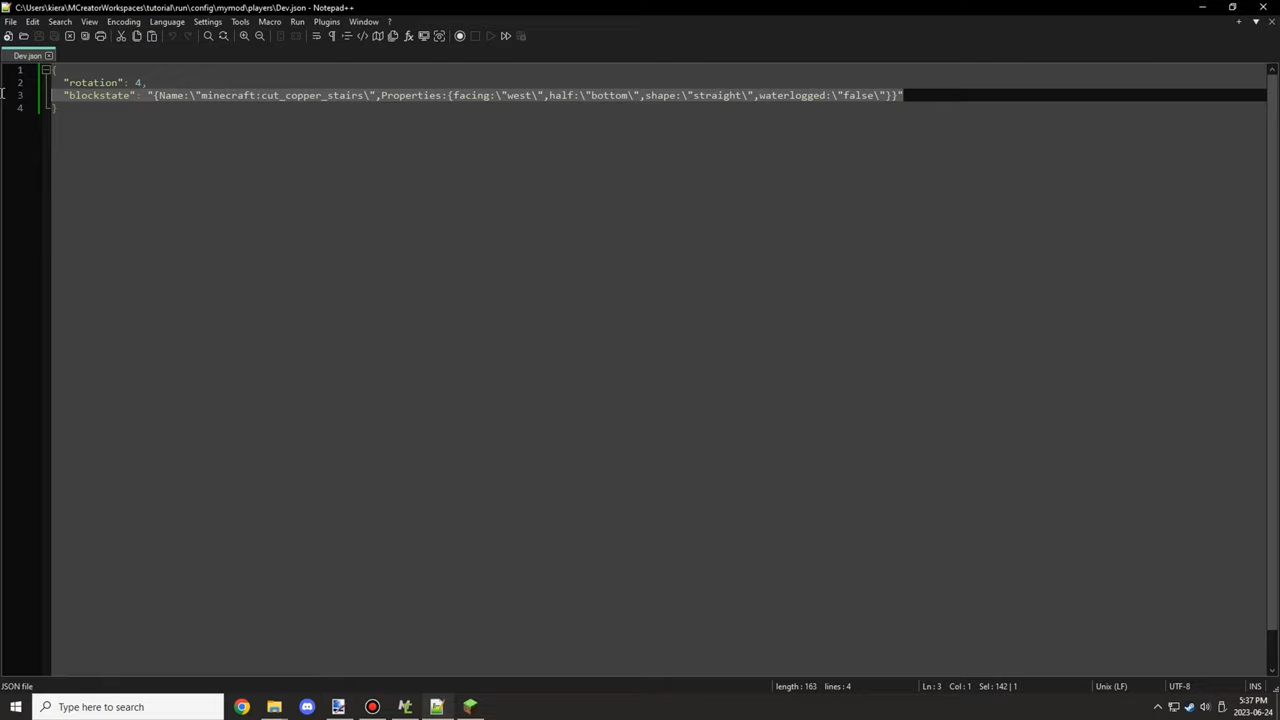 C:\Users\kiera\MCreatorWorkspaces\tutorial\run\config\mymod\players\Dev.json - Notepad++
File Edit Search View Encoding Language Settings Tools Macro Run Plugins Window ?
Dev.json
1 {
2 "rotation": 4,
3 "blockstate": "{Name:\"minecraft:cut_copper_stairs\",Properties:{facing:\"west\",half:\"bottom\",shape:\"straight\",waterlogged:\"false\"}}"
4 }
JSON file length : 163 lines : 4 Ln : 3 Col : 1 Sel : 142 | 1 Unix (LF) UTF-8 INS
Type here to search
5:37 PM
2023-06-24